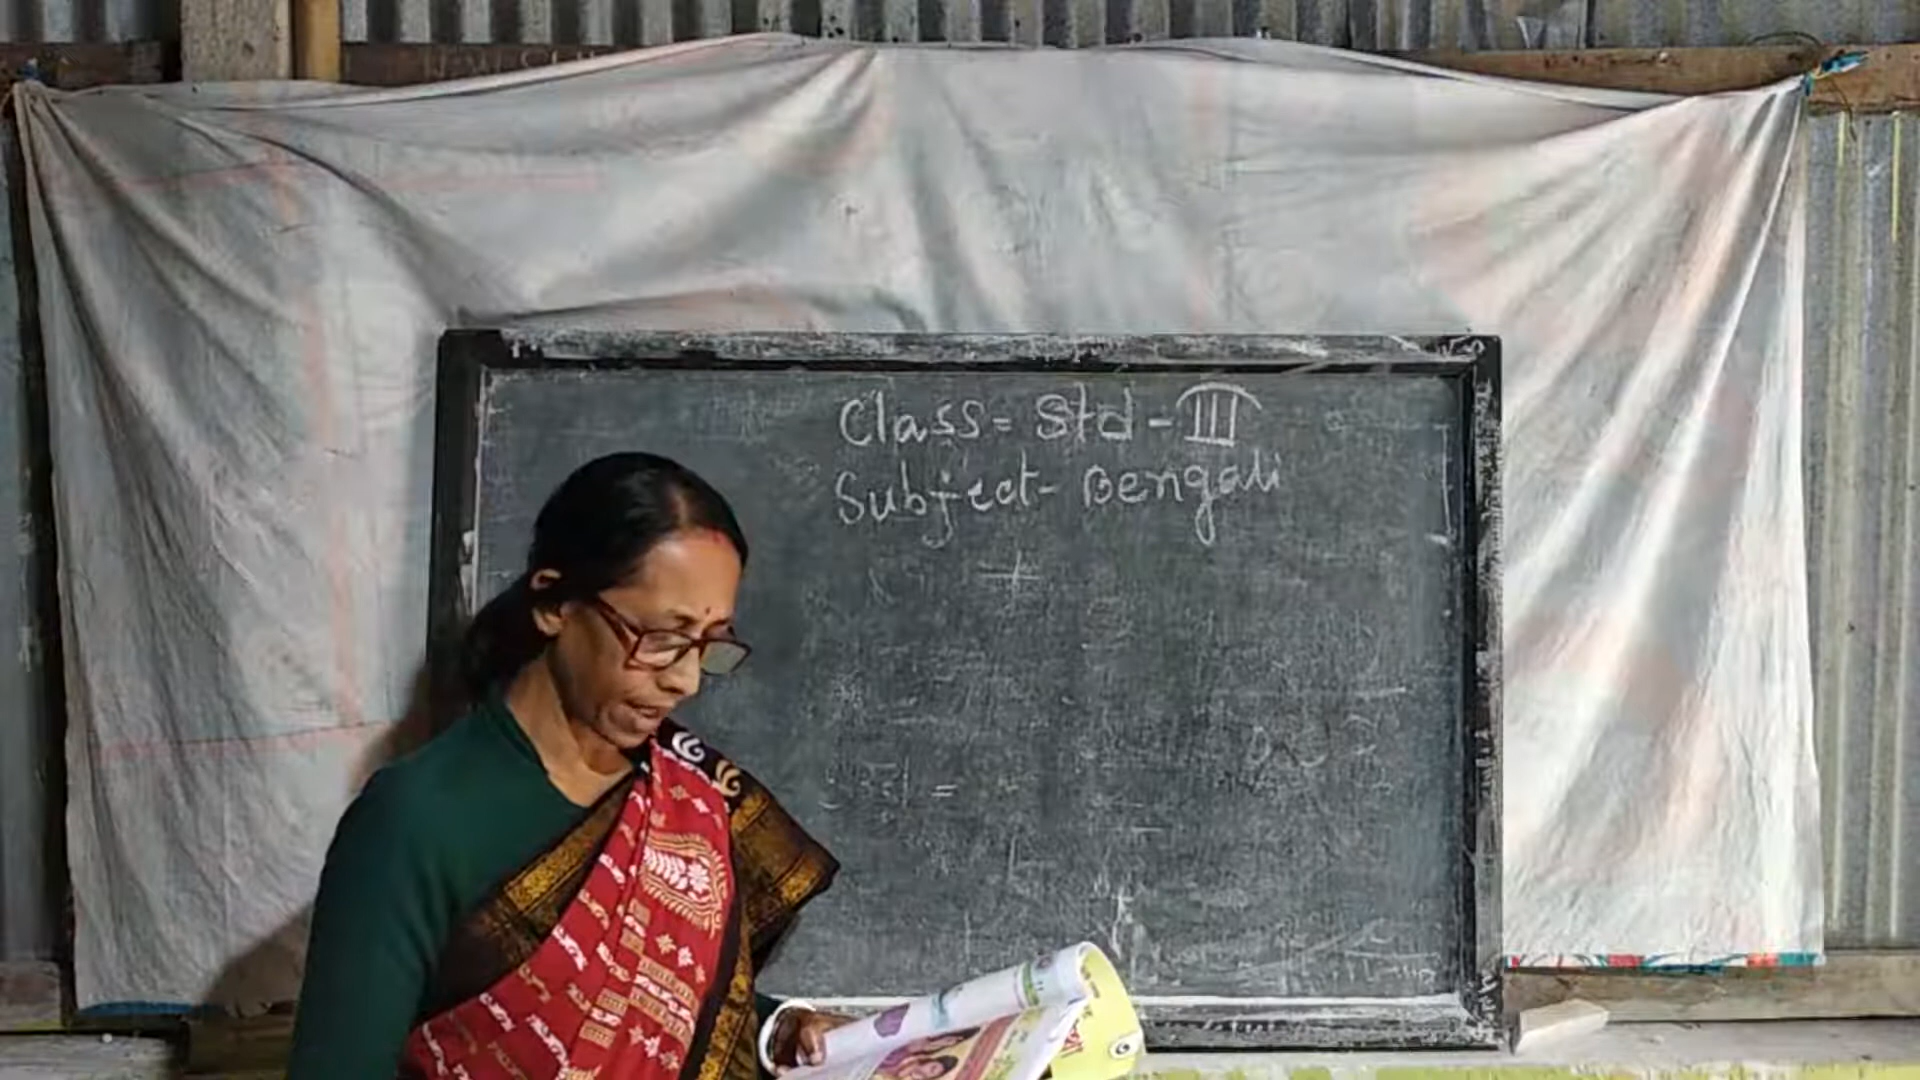 Class = Std - III
Subject - Bengali